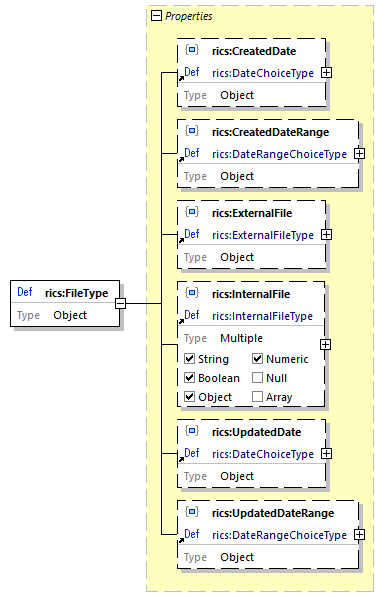 Properties
rics:CreatedDate
Def rics:DateChoiceType
Type Object
rics:CreatedDateRange
Def rics:DateRangeChoiceType
Type Object
rics:ExternalFile
Def rics:ExternalFileType
Type Object
Def rics:FileType
Type Object
rics:InternalFile
Def rics:InternalFileType
Type Multiple
String Numeric
Boolean Null
Object Array
rics:UpdatedDate
Def rics:DateChoiceType
Type Object
rics:UpdatedDateRange
Def rics:DateRangeChoiceType
Type Object